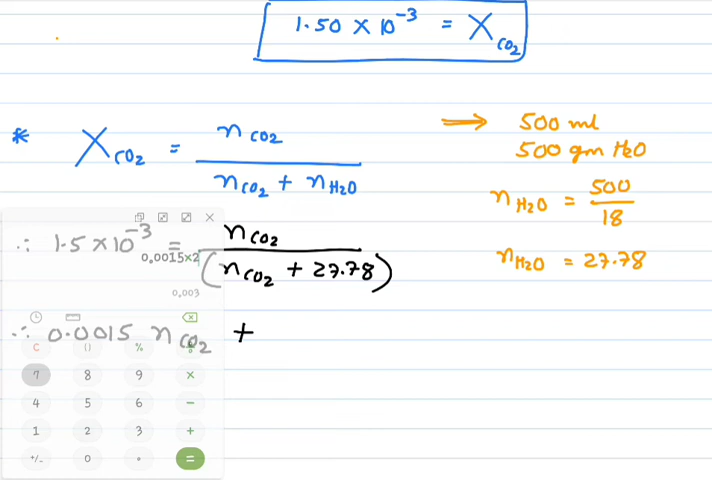 1.50 × 10⁻³ = X_CO₂
* X_CO₂ = n_CO₂ / (n_CO₂ + n_H₂O)
∴ 1.5 × 10⁻³ = n_CO₂ / (n_CO₂ + 27.78)
∴ 0.0015 n_CO₂ +
⟹ 500 ml
500 gm H₂O
n_H₂O = 500 / 18
n_H₂O = 27.78
0,0015×2
0,003
C () % ÷
7 8 9 ×
4 5 6 −
1 2 3 +
+/− 0 . =